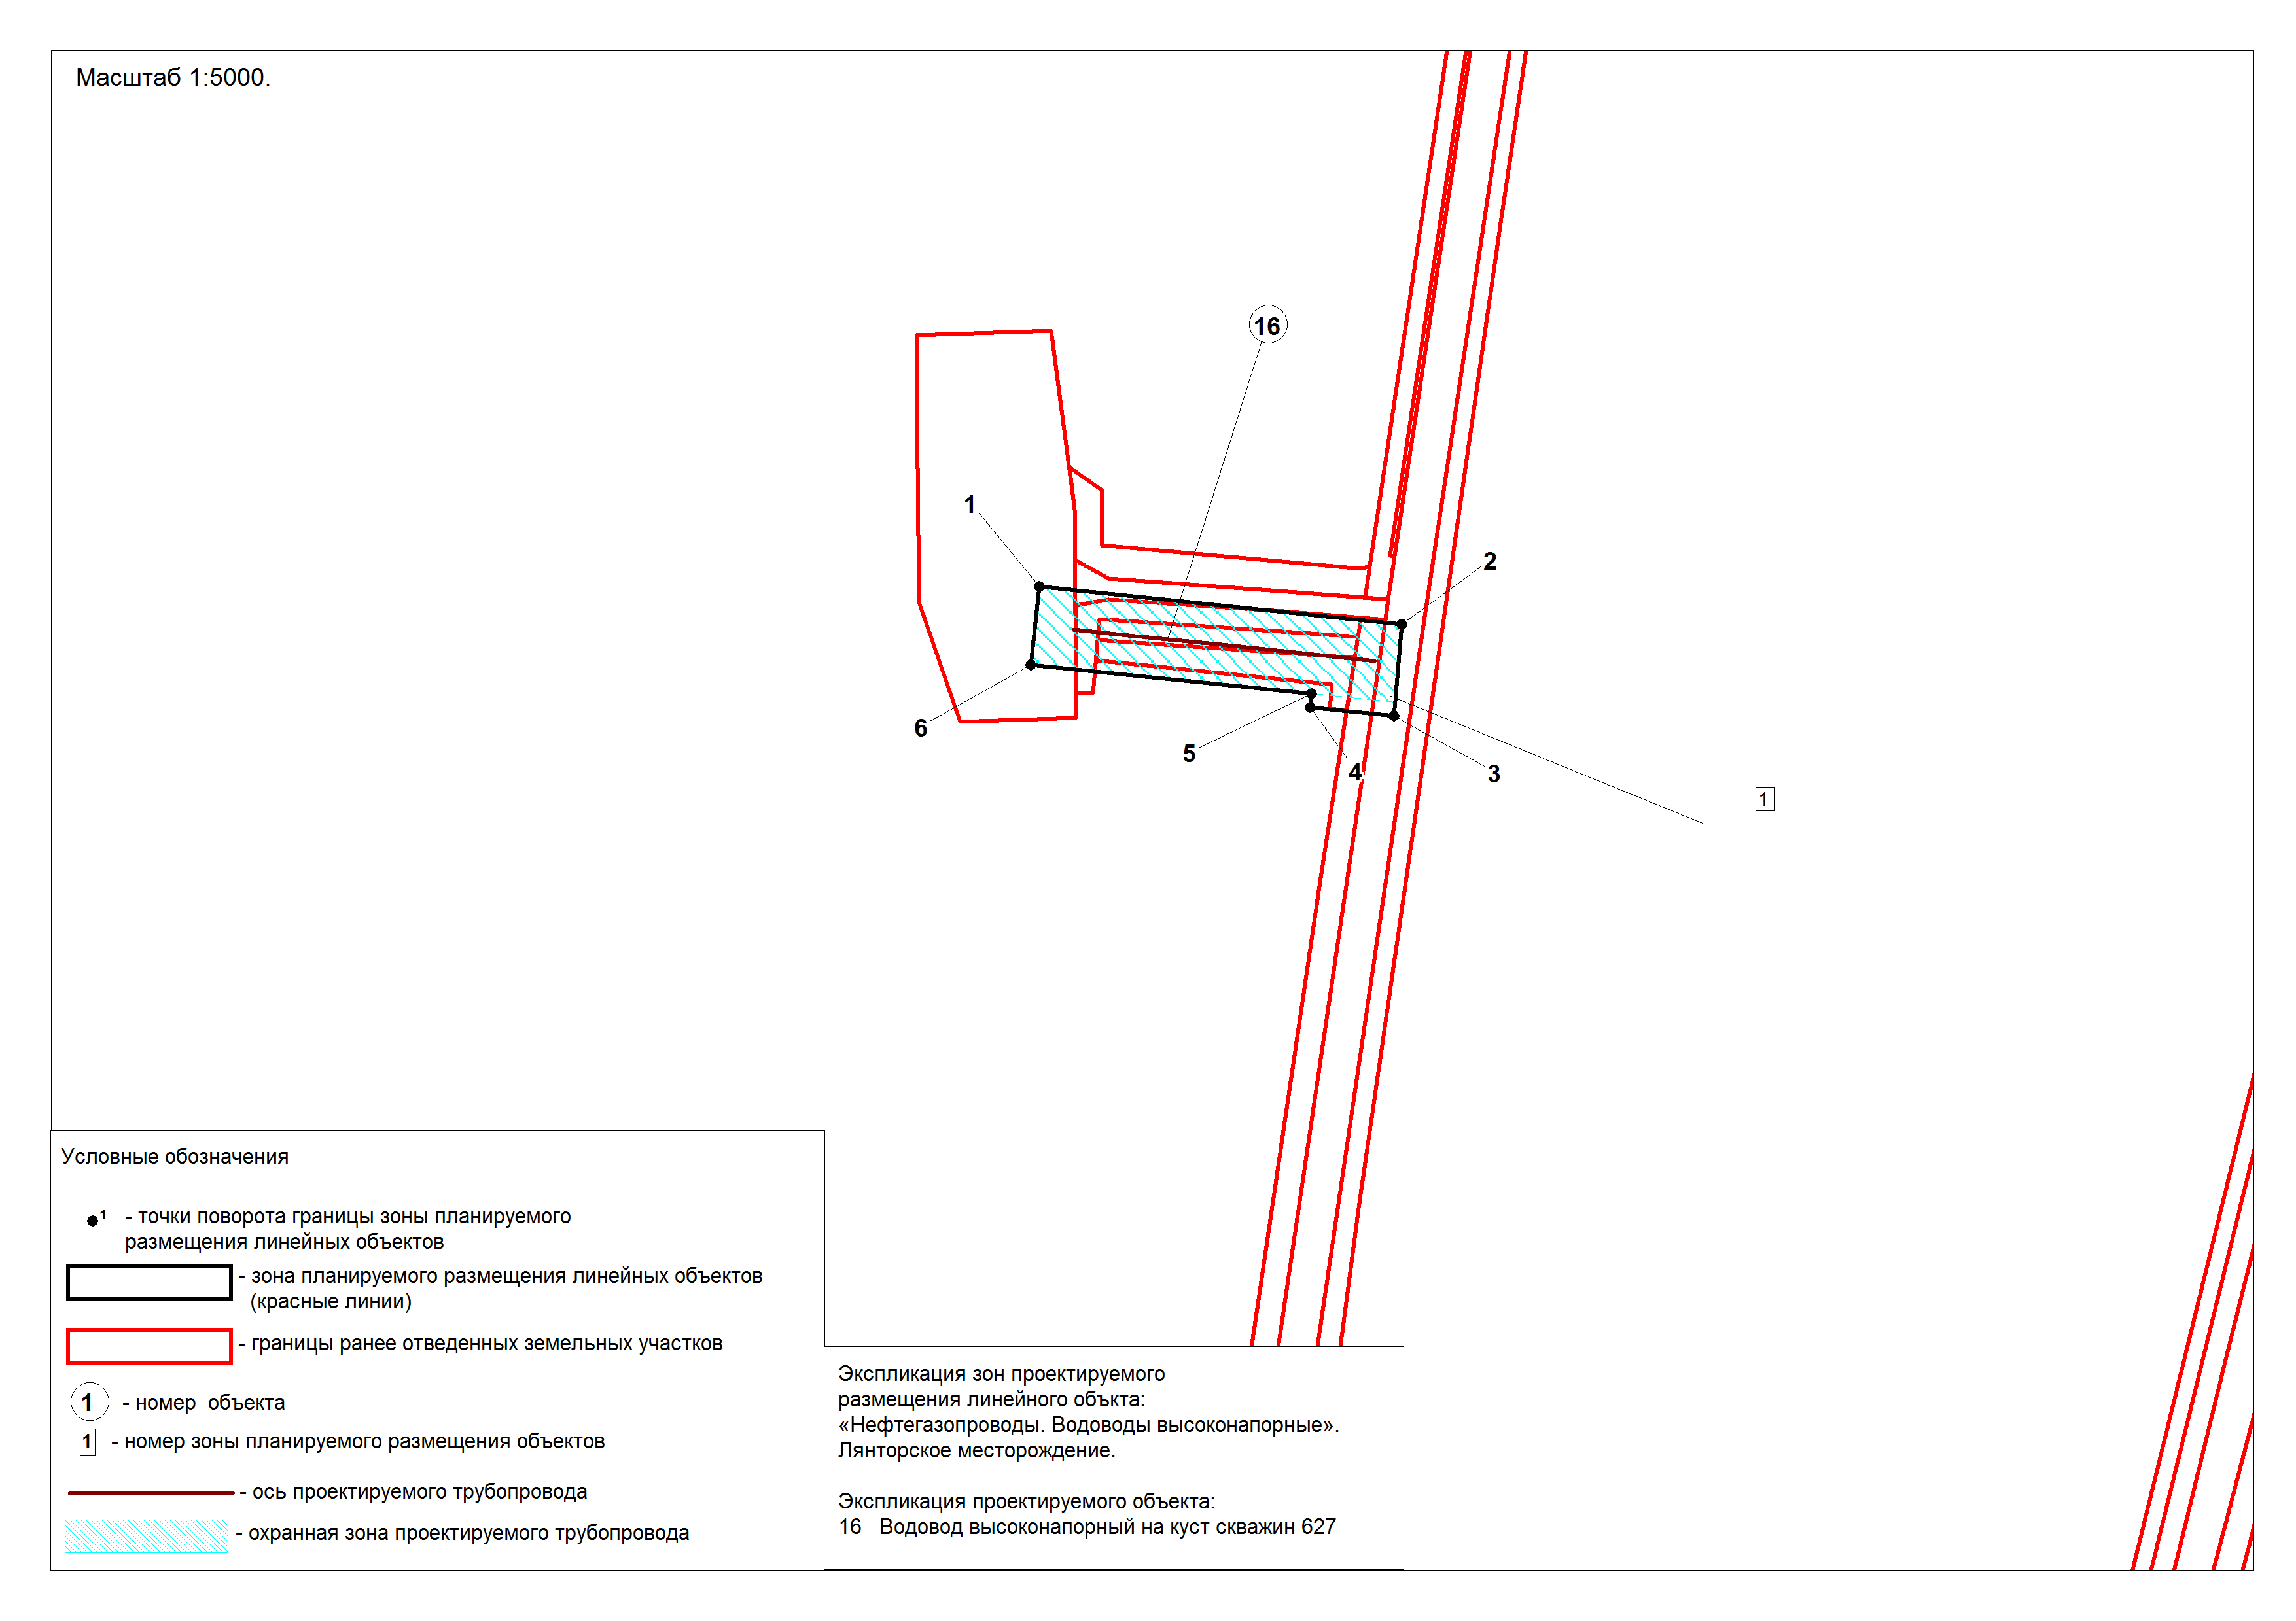 Масштаб 1:5000.
16
1
2
6
5
4
3
1
Условные обозначения
1 - точки поворота границы зоны планируемого
размещения линейных объектов
- зона планируемого размещения линейных объектов
(красные линии)
- границы ранее отведенных земельных участков
1 - номер объекта
1 - номер зоны планируемого размещения объектов
- ось проектируемого трубопровода
- охранная зона проектируемого трубопровода
Экспликация зон проектируемого
размещения линейного объкта:
«Нефтегазопроводы. Водоводы высоконапорные».
Лянторское месторождение.
Экспликация проектируемого объекта:
16 Водовод высоконапорный на куст скважин 627